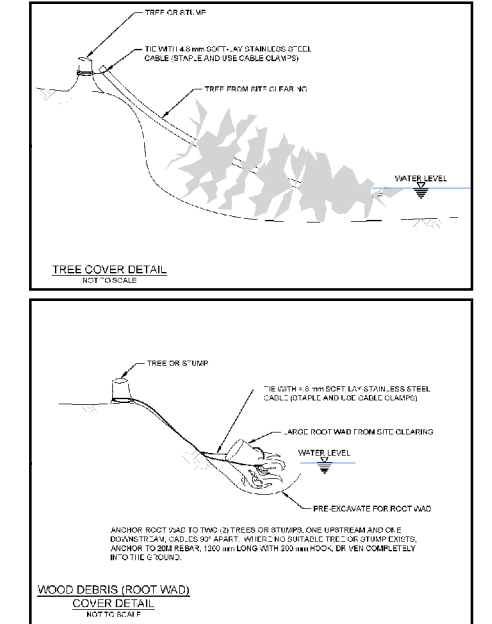 TREE OR STUMP
TIE WITH 4.8 mm SOFT-LAY STAINLESS STEEL
CABLE (STAPLE AND USE CABLE CLAMPS)
TREE FROM SITE CLEARING
WATER LEVEL
TREE COVER DETAIL
NOT TO SCALE
TREE OR STUMP
TIE WITH 4.8 mm SOFT LAY STAINLESS STEEL
CABLE (STAPLE AND USE CABLE CLAMPS)
LARGE ROOT WAD FROM SITE CLEARING
WATER LEVEL
PRE-EXCAVATE FOR ROOT WAD
ANCHOR ROOT WAD TO TWO (2) TREES OR STUMPS, ONE UPSTREAM AND ONE
DOWNSTREAM, CABLES 90° APART. WHERE NO SUITABLE TREE OR STUMP EXISTS,
ANCHOR TO 20M REBAR, 1200 mm LONG WITH 200 mm HOOK, DRIVEN COMPLETELY
INTO THE GROUND.
WOOD DEBRIS (ROOT WAD)
COVER DETAIL
NOT TO SCALE